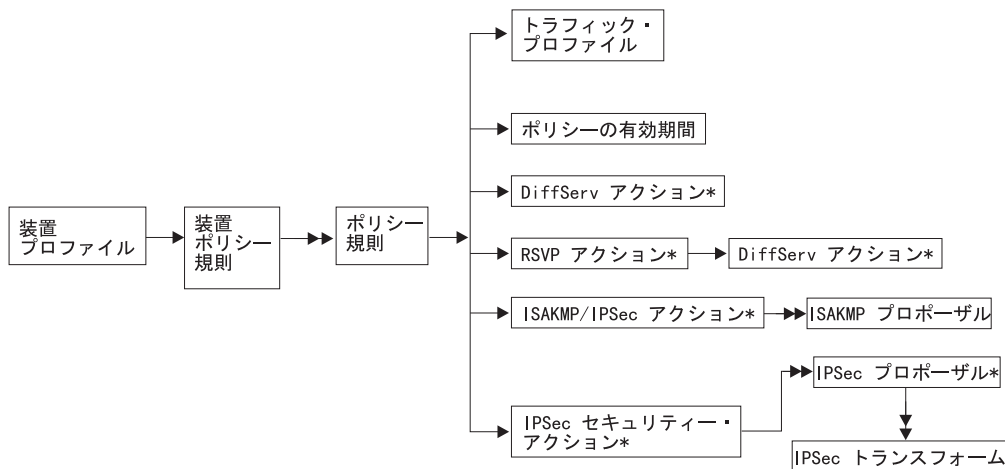 トラフィック・
プロファイル
ポリシーの有効期間
DiffServ アクション*
装置
プロファイル
装置
ポリシー
規則
ポリシー
規則
RSVP アクション*
DiffServ アクション*
ISAKMP/IPSec アクション*
ISAKMP プロポーザル
IPSec プロポーザル*
IPSec セキュリティー・
アクション*
IPSec トランスフォーム